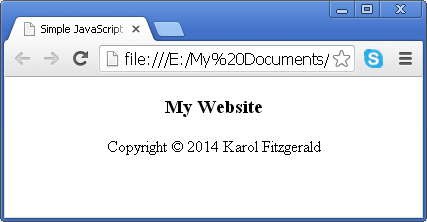 Simple JavaScript
file:///E:/My%20Documents/
My Website
Copyright © 2014 Karol Fitzgerald